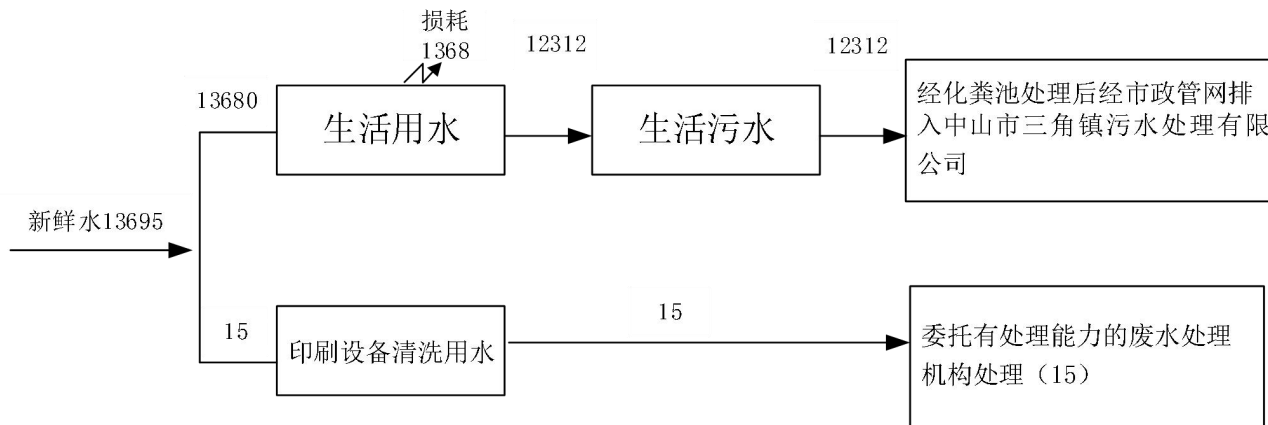 损耗
1368
12312
12312
13680
生活用水
生活污水
经化粪池处理后经市政管网排
入中山市三角镇污水处理有限
公司
新鲜水13695
15
印刷设备清洗用水
15
委托有处理能力的废水处理
机构处理（15）